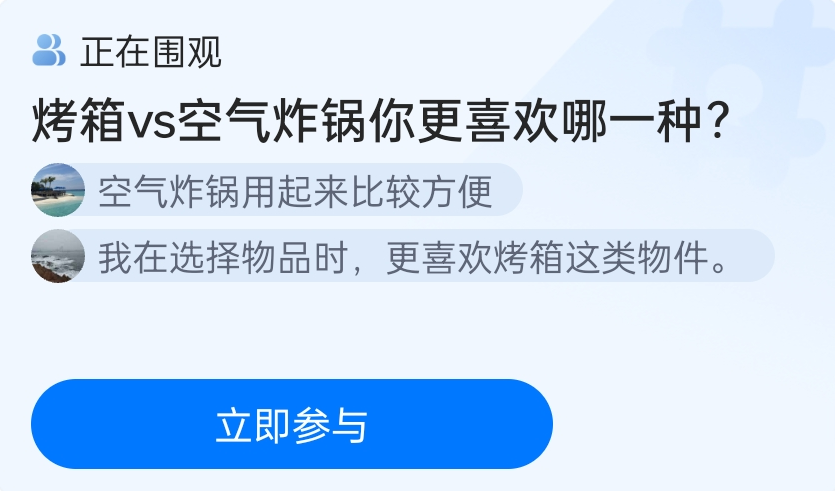 正在围观
烤箱vs空气炸锅你更喜欢哪一种？
空气炸锅用起来比较方便
我在选择物品时，更喜欢烤箱这类物件。
立即参与